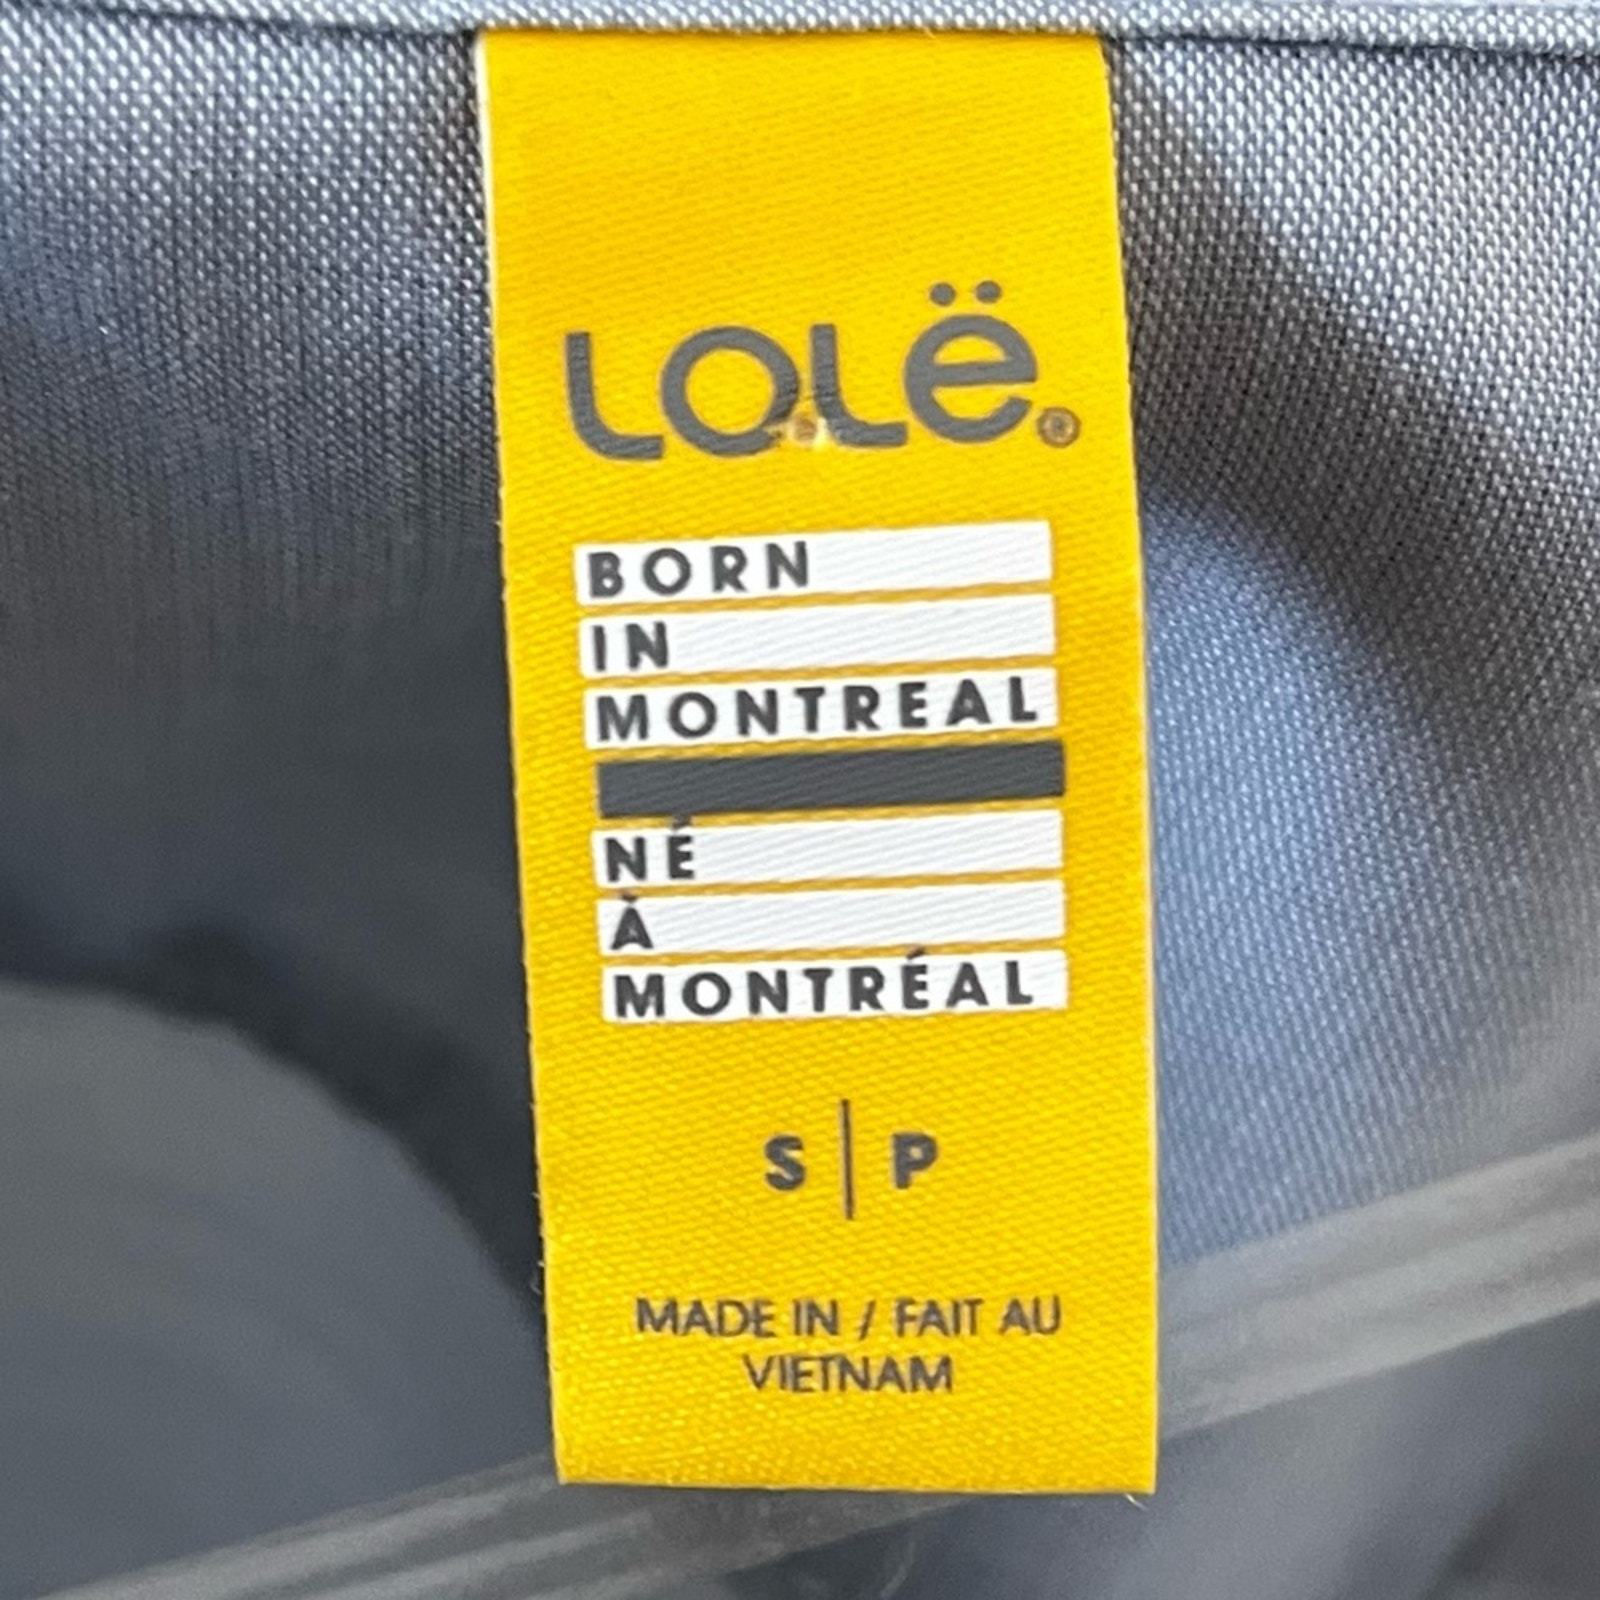 Lolë®
BORN
IN
MONTREAL
NÉ
À
MONTRÉAL
S | P
MADE IN / FAIT AU
VIETNAM